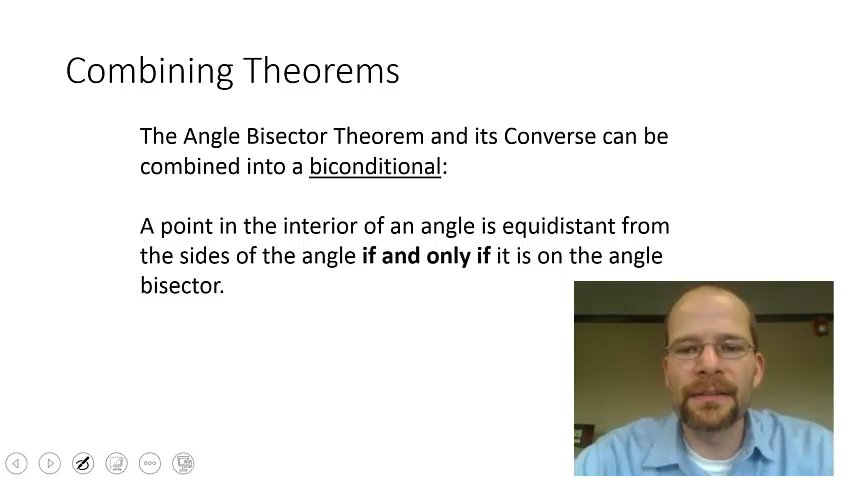 Combining Theorems
The Angle Bisector Theorem and its Converse can be
combined into a biconditional:
A point in the interior of an angle is equidistant from
the sides of the angle if and only if it is on the angle
bisector.